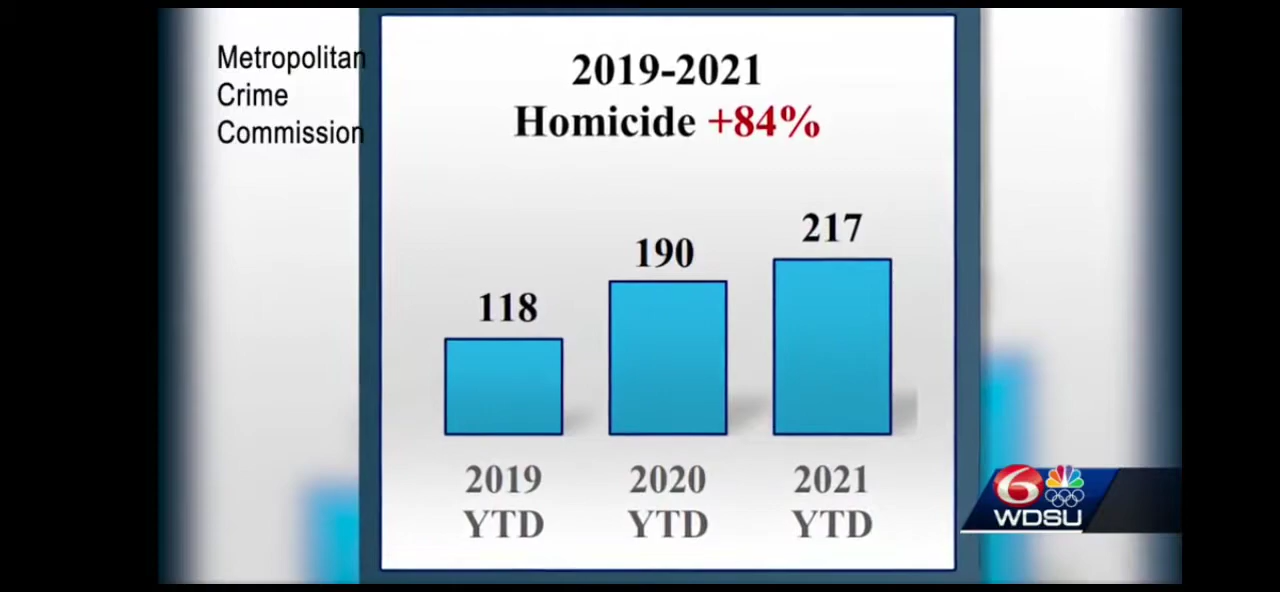 Metropolitan
Crime
Commission
2019-2021
Homicide +84%
118
190
217
2019
YTD
2020
YTD
2021
YTD
6
WDSU